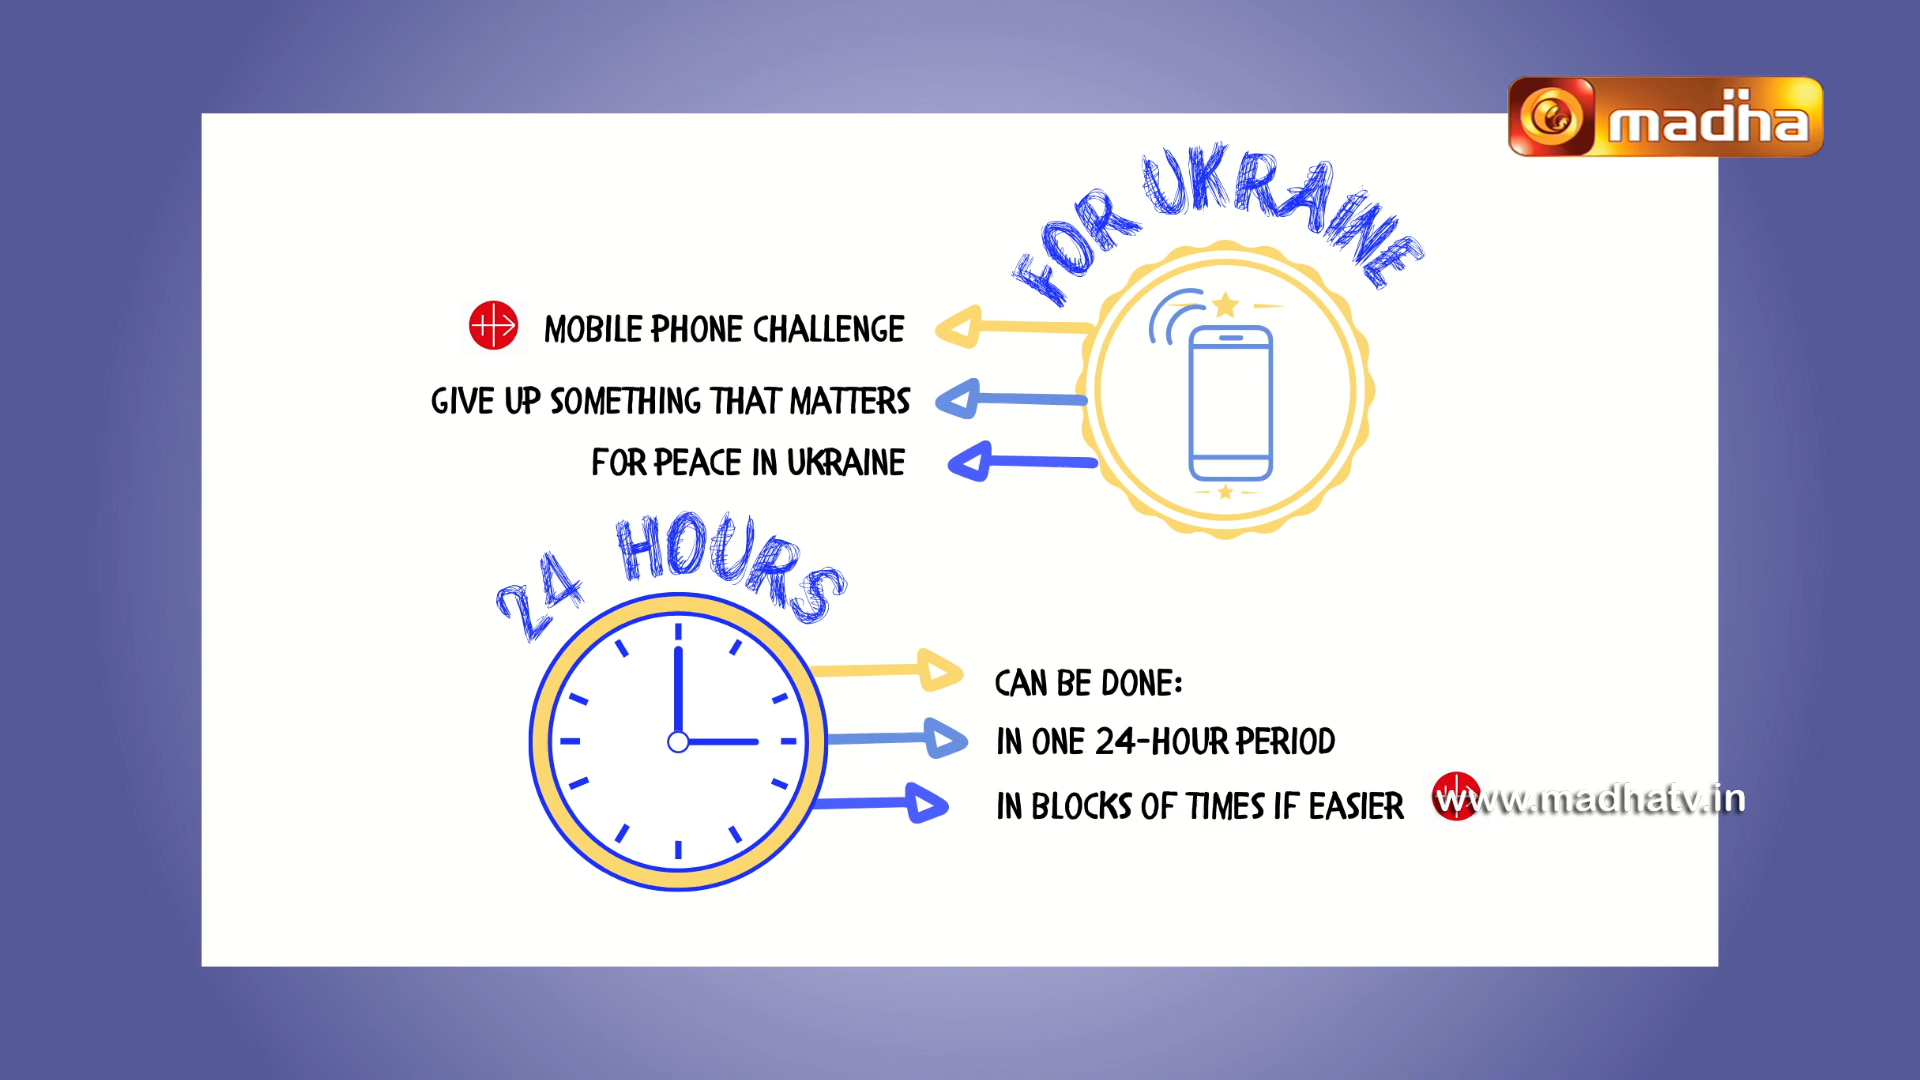 madha
FOR UKRAINE
MOBILE PHONE CHALLENGE
GIVE UP SOMETHING THAT MATTERS
FOR PEACE IN UKRAINE
24 HOURS
CAN BE DONE:
IN ONE 24-HOUR PERIOD
IN BLOCKS OF TIMES IF EASIER
www.madhatv.in